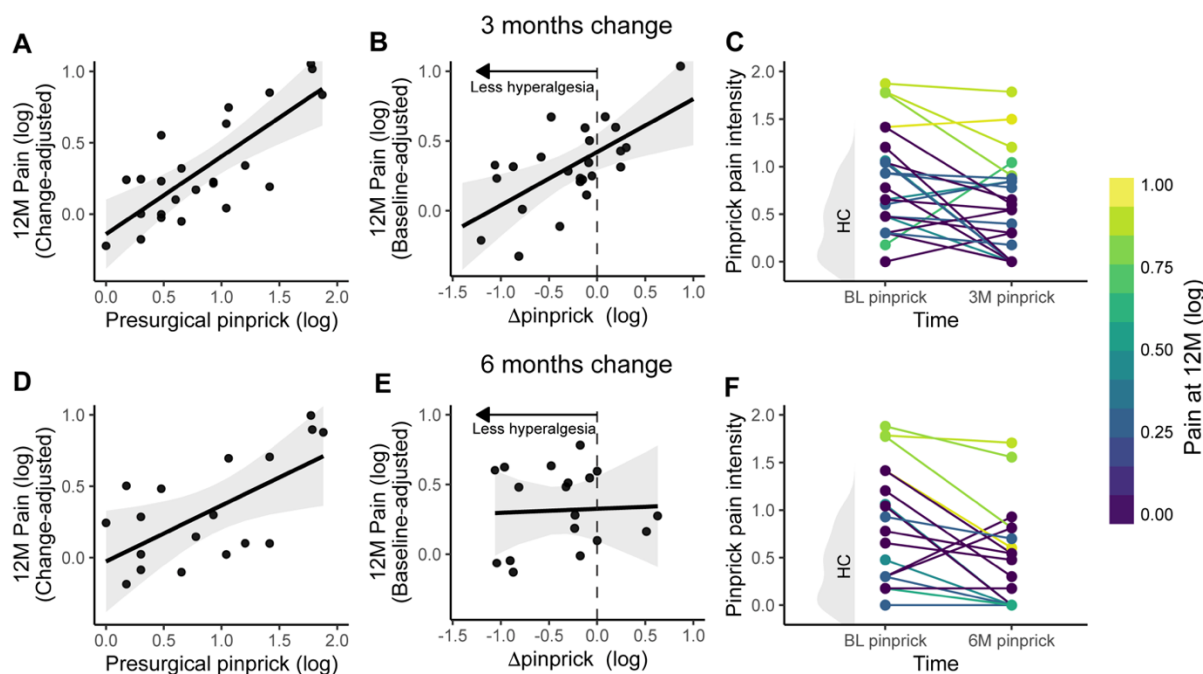 3 months change
A
12M Pain (log)
(Change-adjusted)
1.0
0.5
0.0
0.0
0.5
1.0
1.5
2.0
Presurgical pinprick (log)
B
12M Pain (log)
(Baseline-adjusted)
Less hyperalgesia
1.0
0.5
0.0
-1.5
-1.0
-0.5
0.0
0.5
1.0
Δpinprick (log)
C
Pinprick pain intensity
2.0
1.5
1.0
0.5
0.0
HC
BL pinprick
3M pinprick
Time
6 months change
D
12M Pain (log)
(Change-adjusted)
1.0
0.5
0.0
0.0
0.5
1.0
1.5
2.0
Presurgical pinprick (log)
E
12M Pain (log)
(Baseline-adjusted)
Less hyperalgesia
1.0
0.5
0.0
-1.5
-1.0
-0.5
0.0
0.5
1.0
Δpinprick (log)
F
Pinprick pain intensity
2.0
1.5
1.0
0.5
0.0
HC
BL pinprick
6M pinprick
Time
1.00
0.75
0.50
0.25
0.00
Pain at 12M (log)